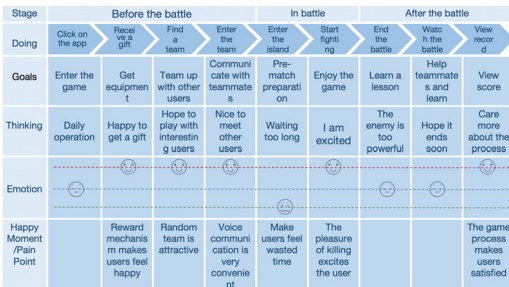 Stage
Before the battle
In battle
After the battle
Doing
Click on
the app
Recei
ve a
gift
Find
a
team
Enter
the
team
Enter
the
island
Start
fighti
ng
End
the
battle
Watc
h the
battle
View
recor
d
Goals
Enter the
game
Get
equipmen
t
Team up
with other
users
Communi
cate with
teammate
s
Pre-
match
preparati
on
Enjoy the
game
Learn a
lesson
Help
teammate
s and
learn
View
score
Thinking
Daily
operation
Happy to
get a gift
Hope to
play with
interestin
g users
Nice to
meet
other
users
Waiting
too long
I am
excited
The
enemy is
too
powerful
Hope it
ends
soon
Care
more
about the
process
Emotion
Happy
Moment
/Pain
Point
Reward
mechanis
m makes
users feel
happy
Random
team is
attractive
Voice
communi
cation is
very
convenie
nt
Make
users feel
wasted
time
The
pleasure
of killing
excites
the user
The game
process
makes
users
satisfied